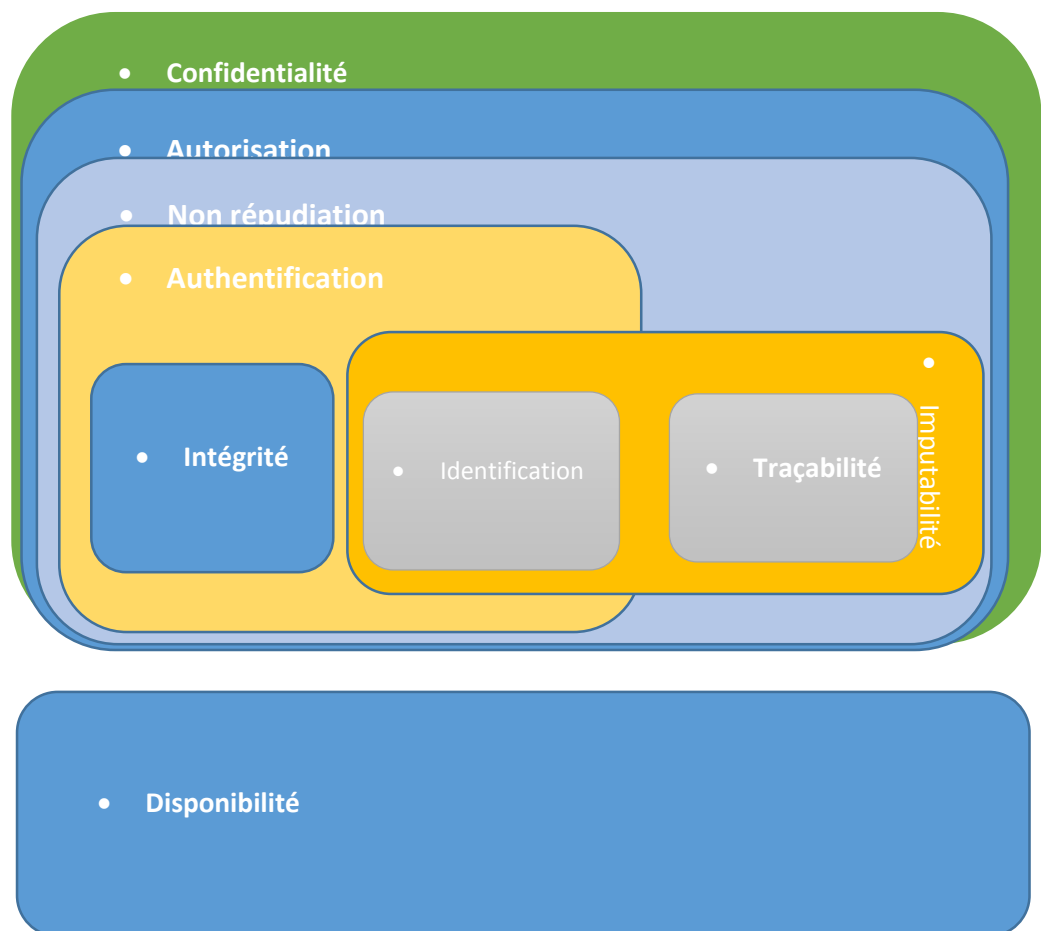 • Confidentialité
• Autorisation
• Non répudiation
• Authentification
• Imputabilité
• Intégrité
• Identification
• Traçabilité
• Disponibilité